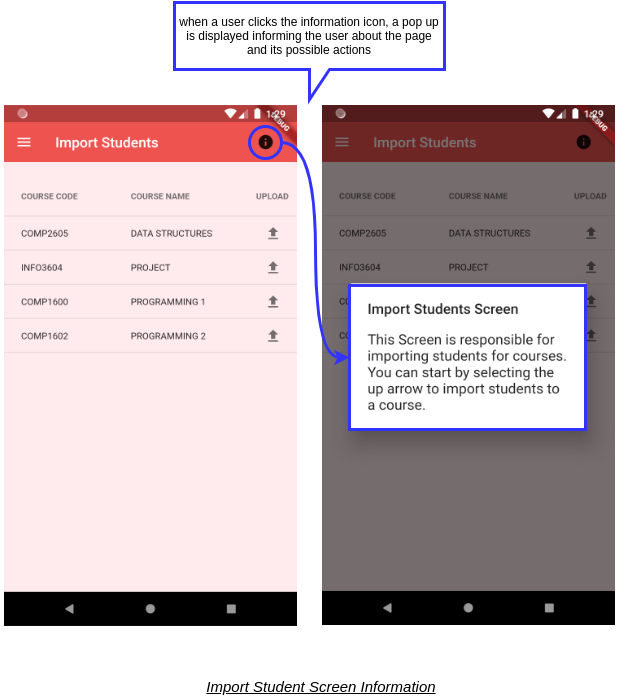 when a user clicks the information icon, a pop up
is displayed informing the user about the page
and its possible actions
1:29
DEBUG
Import Students
COURSE CODE COURSE NAME UPLOAD
COMP2605 DATA STRUCTURES
INFO3604 PROJECT
COMP1600 PROGRAMMING 1
COMP1602 PROGRAMMING 2
1:29
DEBUG
Import Students
COURSE CODE COURSE NAME UPLOAD
COMP2605 DATA STRUCTURES
INFO3604 PROJECT
CO
CO
Import Students Screen
This Screen is responsible for
importing students for courses.
You can start by selecting the
up arrow to import students to
a course.
Import Student Screen Information